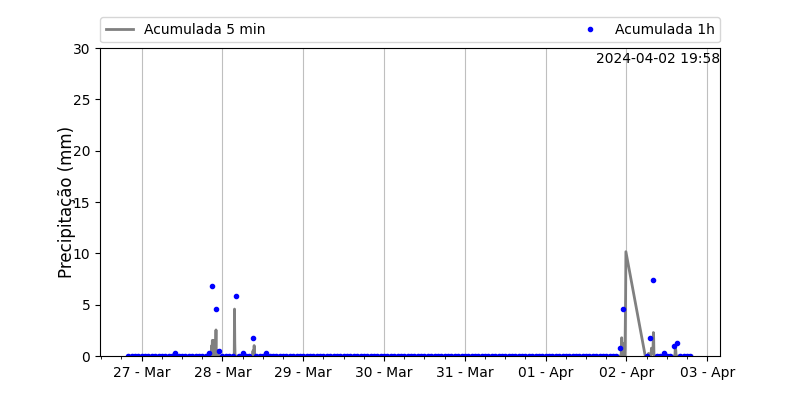 Acumulada 5 min
Acumulada 1h
2024-04-02 19:58
Precipitação (mm)
30
25
20
15
10
5
0
27 - Mar
28 - Mar
29 - Mar
30 - Mar
31 - Mar
01 - Apr
02 - Apr
03 - Apr